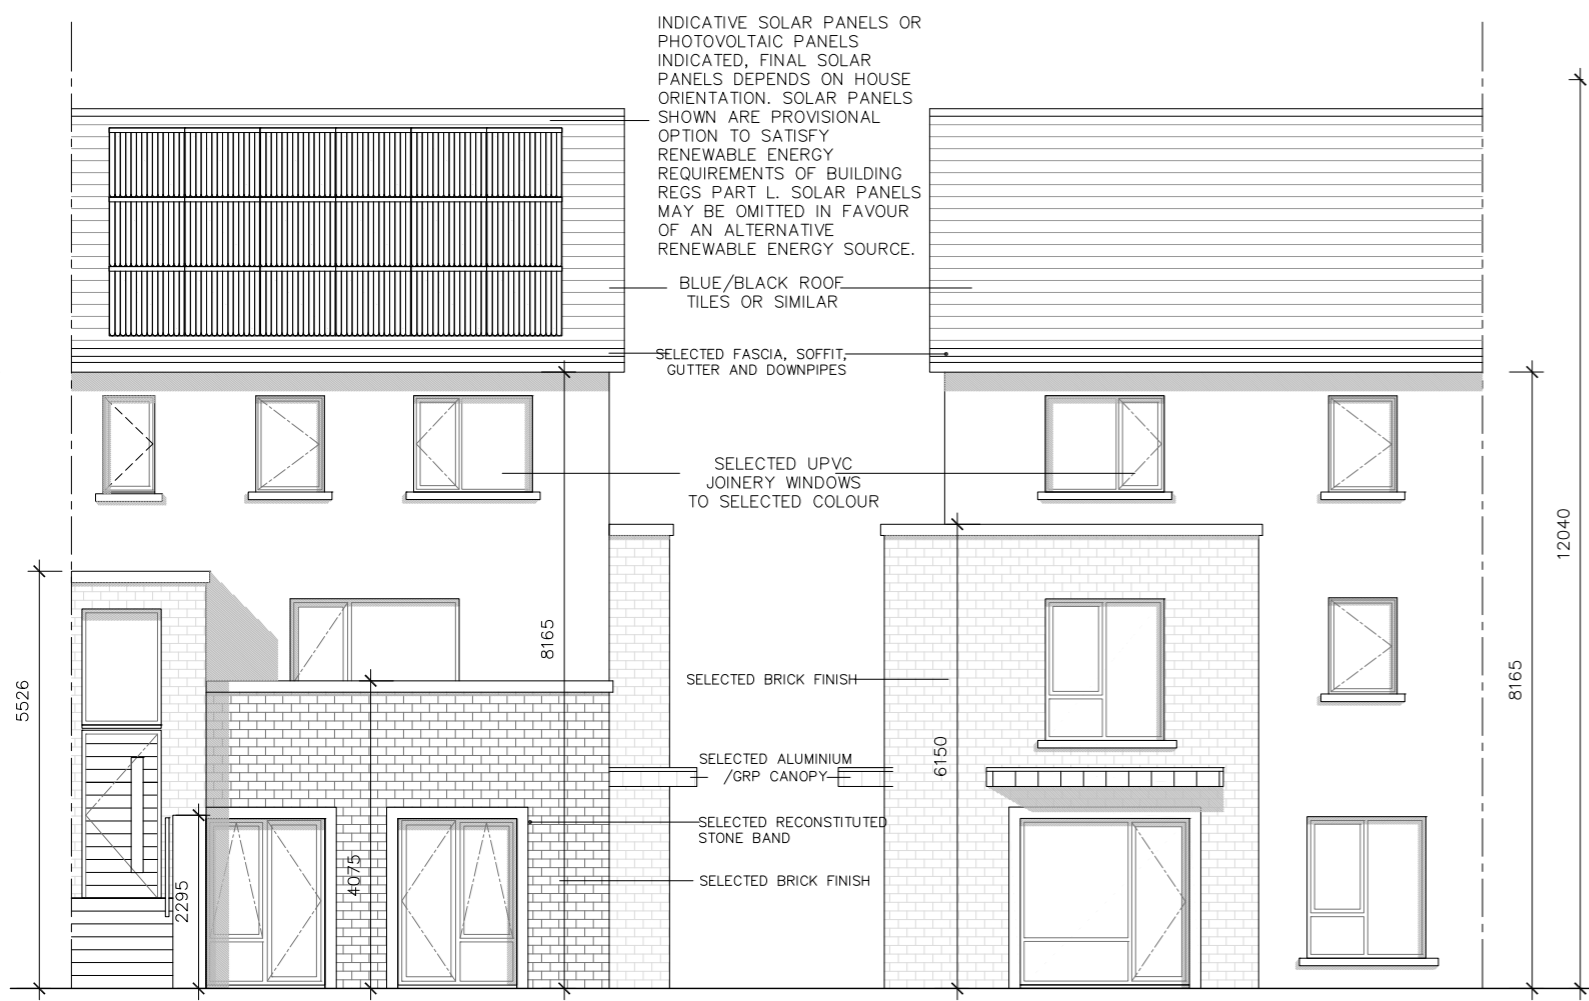 INDICATIVE SOLAR PANELS OR
PHOTOVOLTAIC PANELS
INDICATED, FINAL SOLAR
PANELS DEPENDS ON HOUSE
ORIENTATION. SOLAR PANELS
SHOWN ARE PROVISIONAL
OPTION TO SATISFY
RENEWABLE ENERGY
REQUIREMENTS OF BUILDING
REGS PART L. SOLAR PANELS
MAY BE OMITTED IN FAVOUR
OF AN ALTERNATIVE
RENEWABLE ENERGY SOURCE.
BLUE/BLACK ROOF
TILES OR SIMILAR
SELECTED FASCIA, SOFFIT,
GUTTER AND DOWNPIPES
SELECTED UPVC
JOINERY WINDOWS
TO SELECTED COLOUR
SELECTED BRICK FINISH
SELECTED ALUMINIUM
/GRP CANOPY
SELECTED RECONSTITUTED
STONE BAND
SELECTED BRICK FINISH
5526
2295
4075
8165
6150
8165
12040